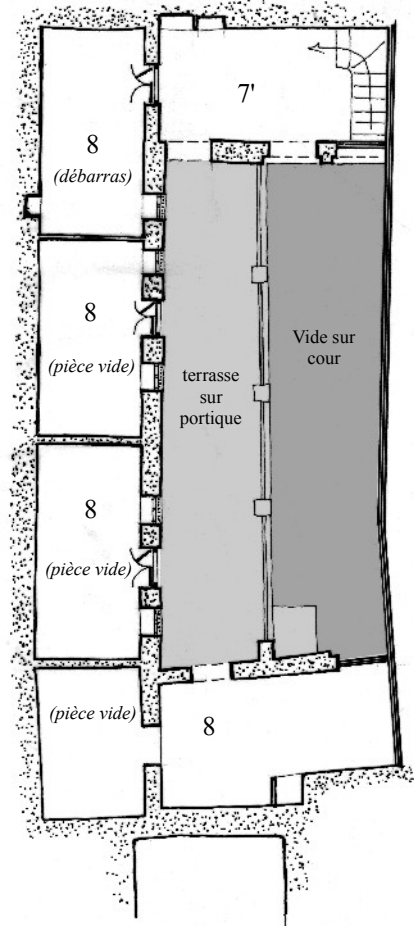 7'
8
(débarras)
8
(pièce vide)
Vide sur
cour
terrasse
sur
portique
8
(pièce vide)
(pièce vide)
8